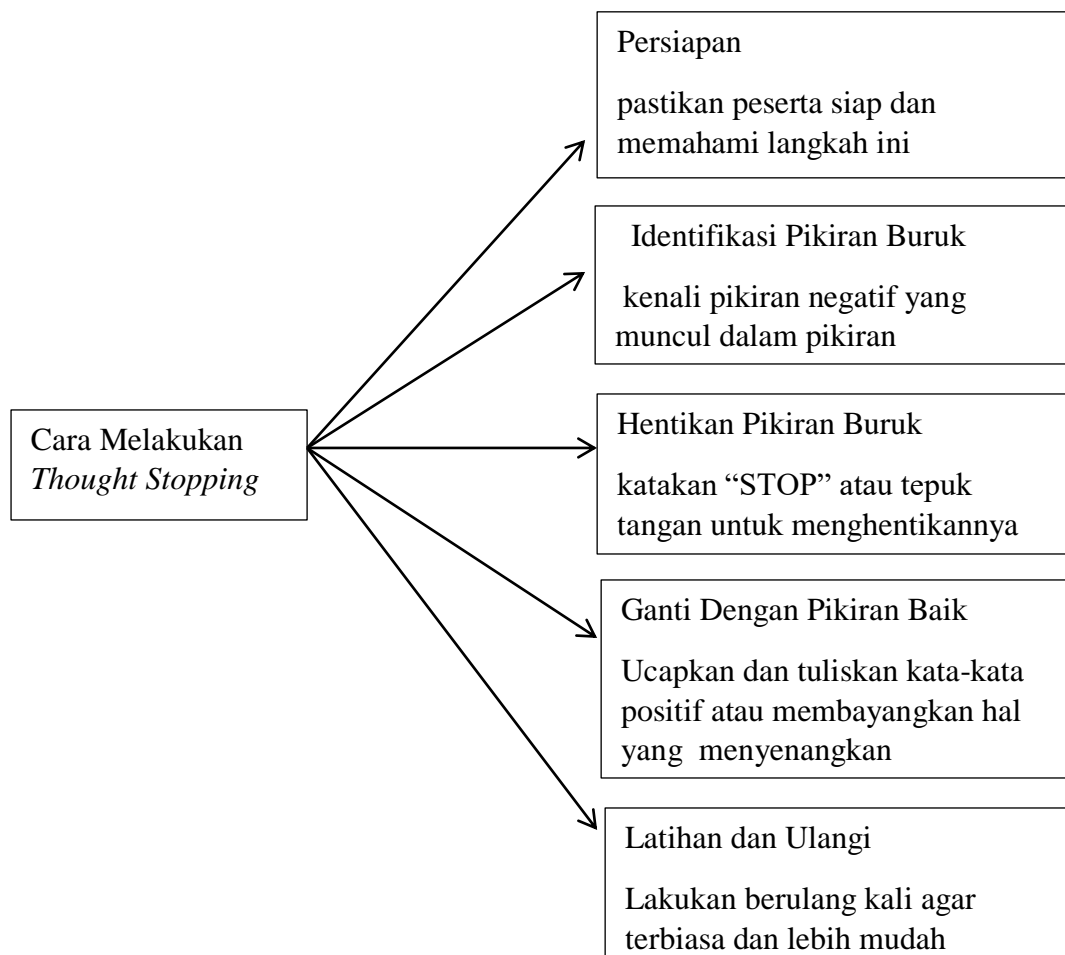 Cara Melakukan
Thought Stopping
Persiapan
pastikan peserta siap dan
memahami langkah ini
Identifikasi Pikiran Buruk
kenali pikiran negatif yang
muncul dalam pikiran
Hentikan Pikiran Buruk
katakan “STOP” atau tepuk
tangan untuk menghentikannya
Ganti Dengan Pikiran Baik
Ucapkan dan tuliskan kata-kata
positif atau membayangkan hal
yang menyenangkan
Latihan dan Ulangi
Lakukan berulang kali agar
terbiasa dan lebih mudah